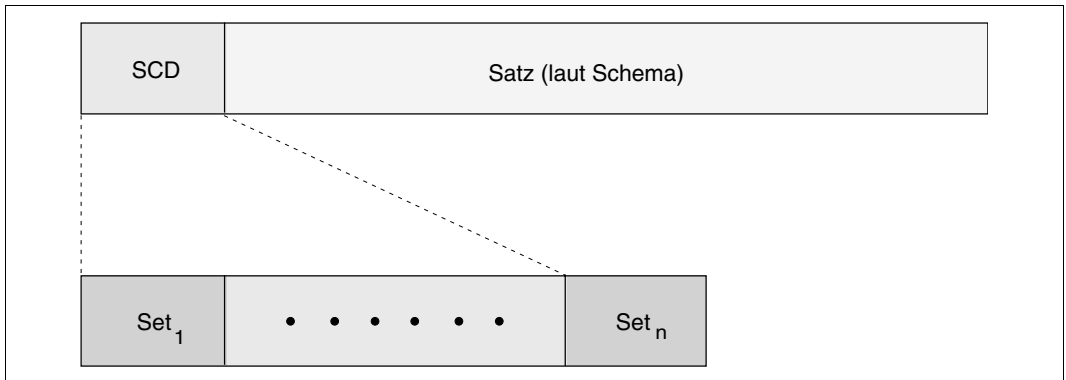 SCD
Satz (laut Schema)
Set1
• • • • • •
Setn